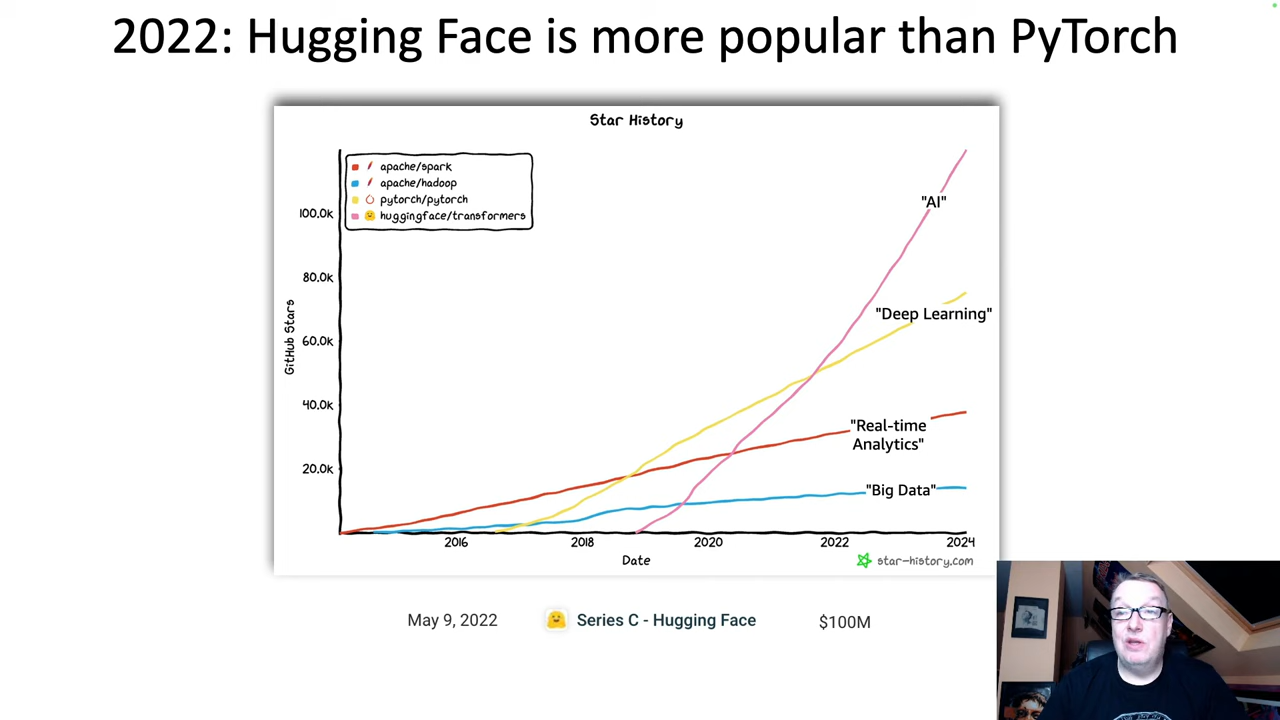 2022: Hugging Face is more popular than PyTorch
Star History
apache/spark
apache/hadoop
pytorch/pytorch
huggingface/transformers
"AI"
100.0k
80.0k
"Deep Learning"
60.0k
GitHub Stars
40.0k
"Real-time
Analytics"
20.0k
"Big Data"
2016
2018
2020
2022
2024
Date
star-history.com
May 9, 2022
Series C - Hugging Face
$100M